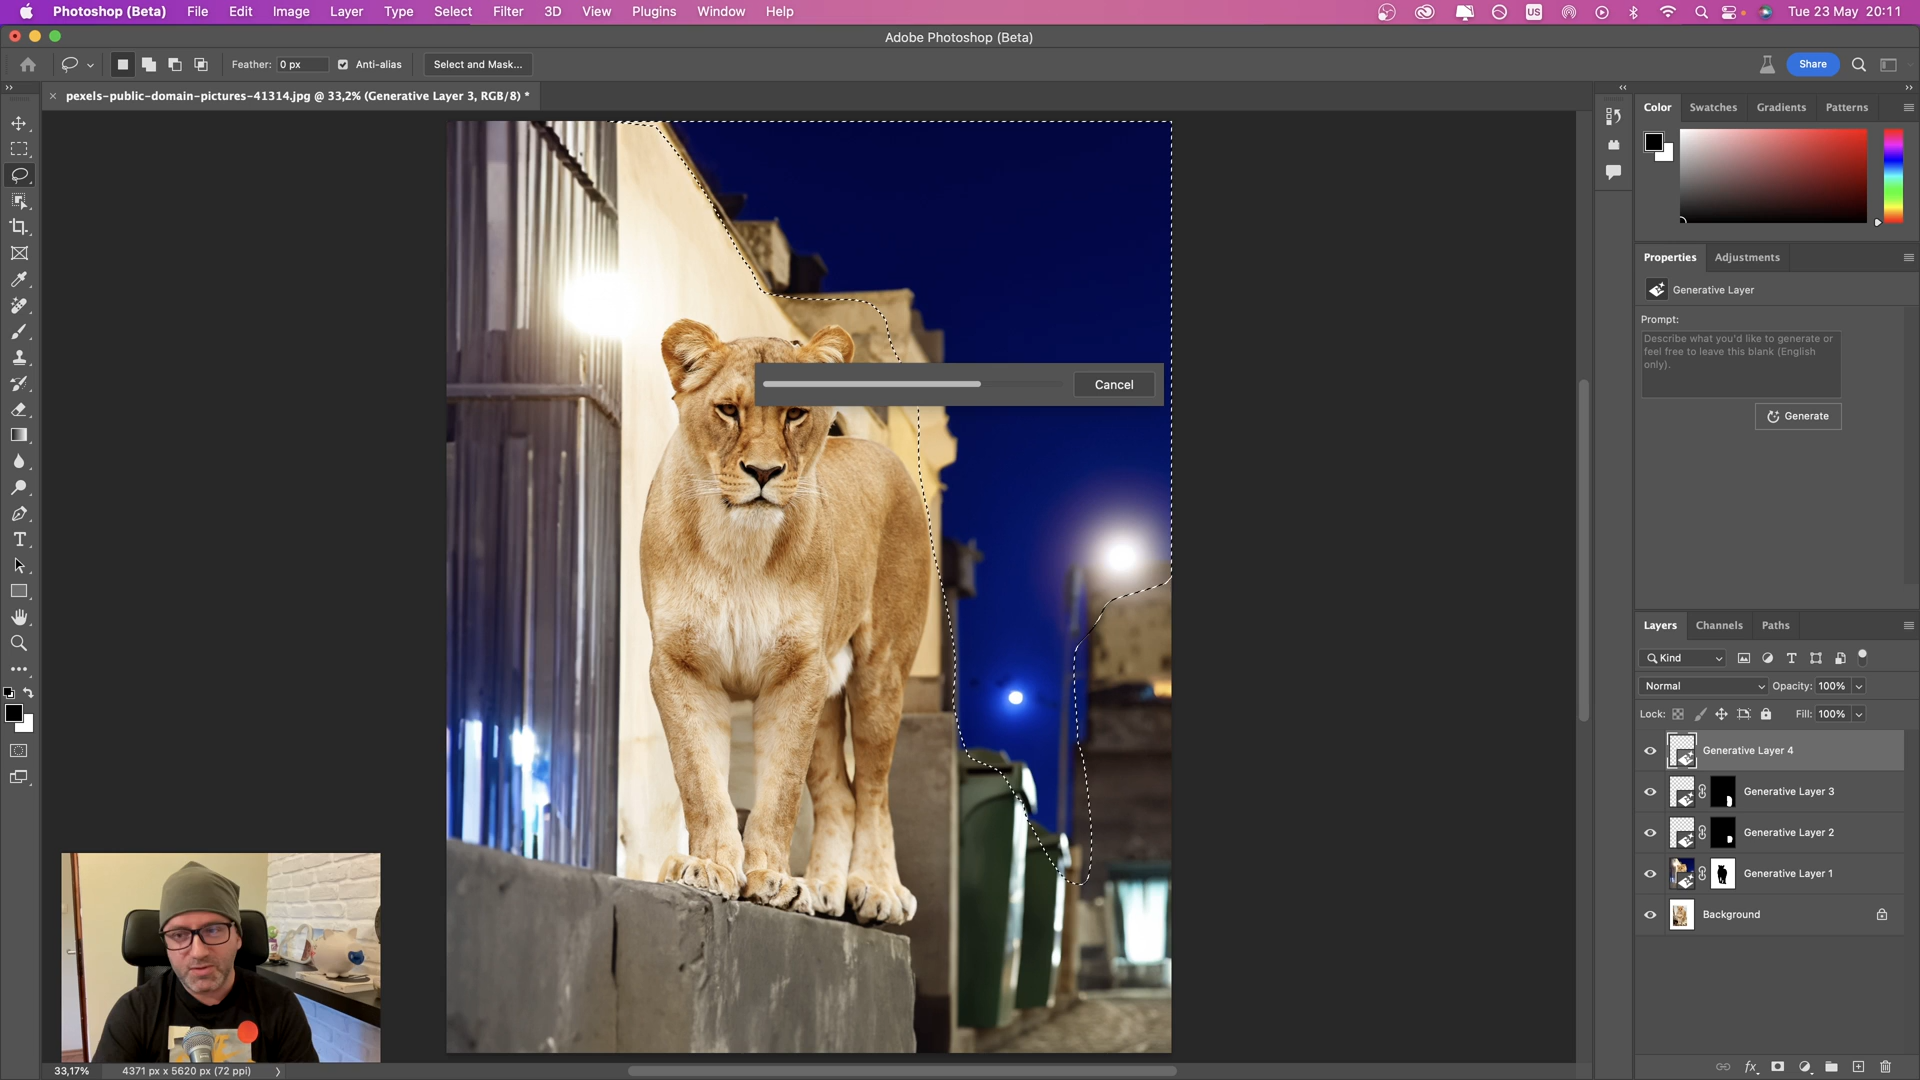 Photoshop (Beta) File Edit Image Layer Type Select Filter 3D View Plugins Window Help US Tue 23 May 20:11
Adobe Photoshop (Beta)
Feather: 0 px Anti-alias Select and Mask... Share
pexels-public-domain-pictures-41314.jpg @ 33,2% (Generative Layer 3, RGB/8) *
Color Swatches Gradients Patterns
Properties Adjustments
Generative Layer
Prompt:
Describe what you'd like to generate or
feel free to leave this blank (English
only).
Cancel
Generate
Layers Channels Paths
Kind
Normal Opacity: 100%
Lock: Fill: 100%
Generative Layer 4
Generative Layer 3
Generative Layer 2
Generative Layer 1
Background
33,17% 4371 px x 5620 px (72 ppi)